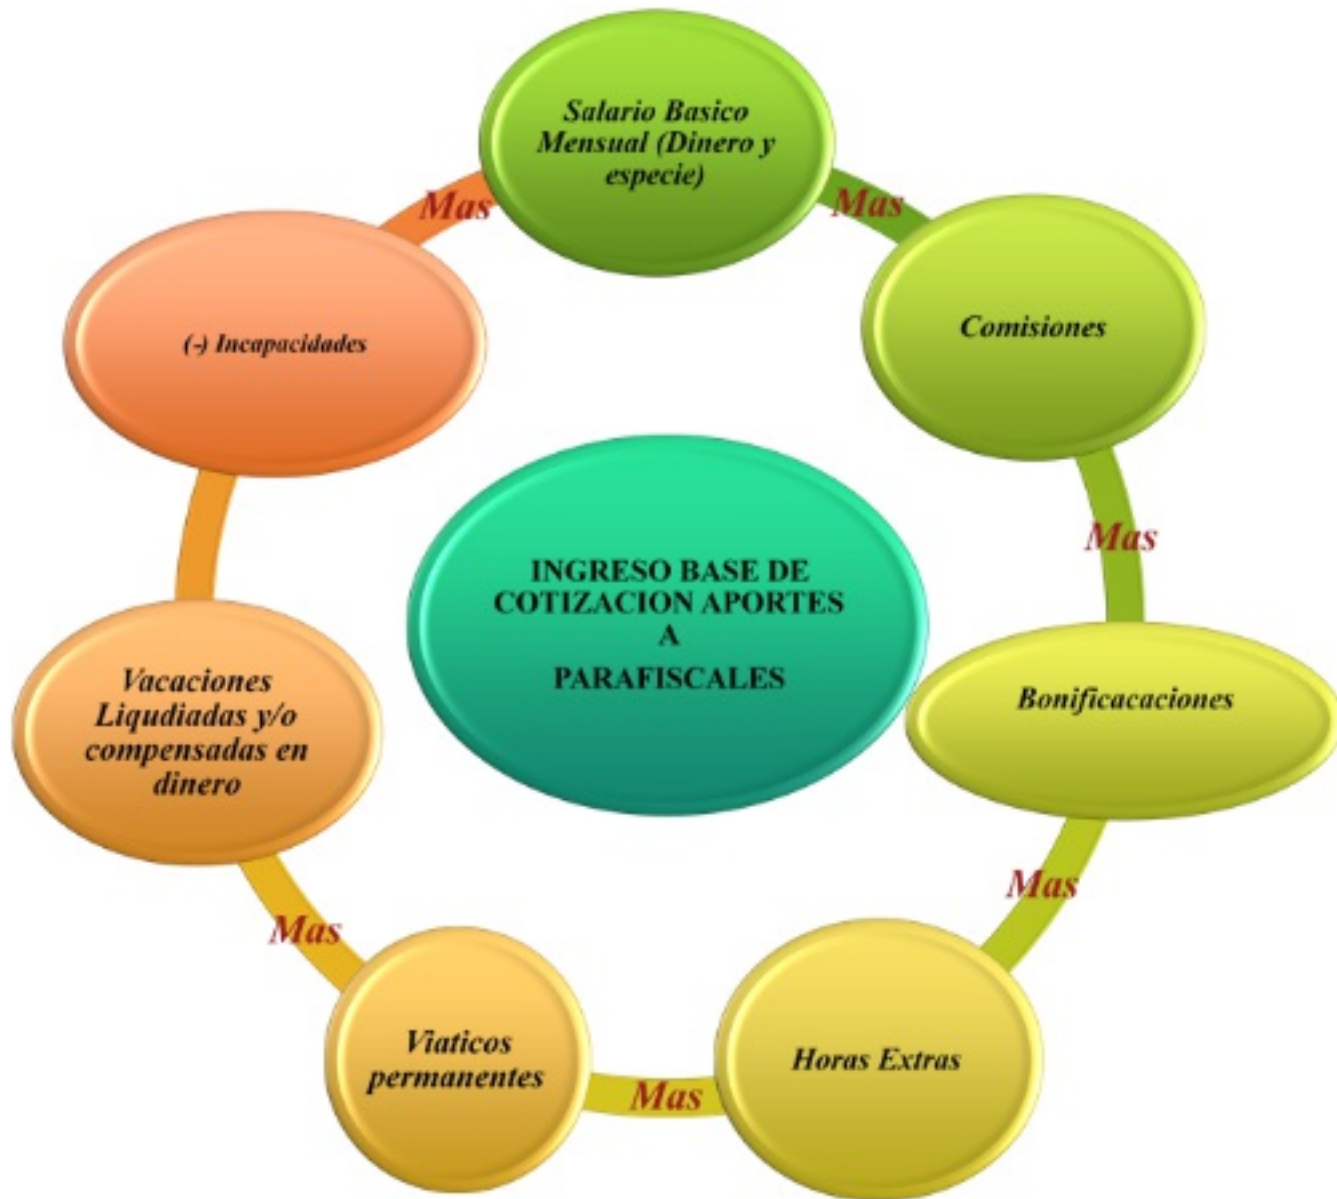 Salario Basico
Mensual (Dinero y
especie)
Mas
Comisiones
Mas
Bonificacaciones
Mas
Horas Extras
Mas
Viaticos
permanentes
Mas
Vacaciones
Liqudiadas y/o
compensadas en
dinero
(-) Incapacidades
Mas
INGRESO BASE DE
COTIZACION APORTES
A
PARAFISCALES